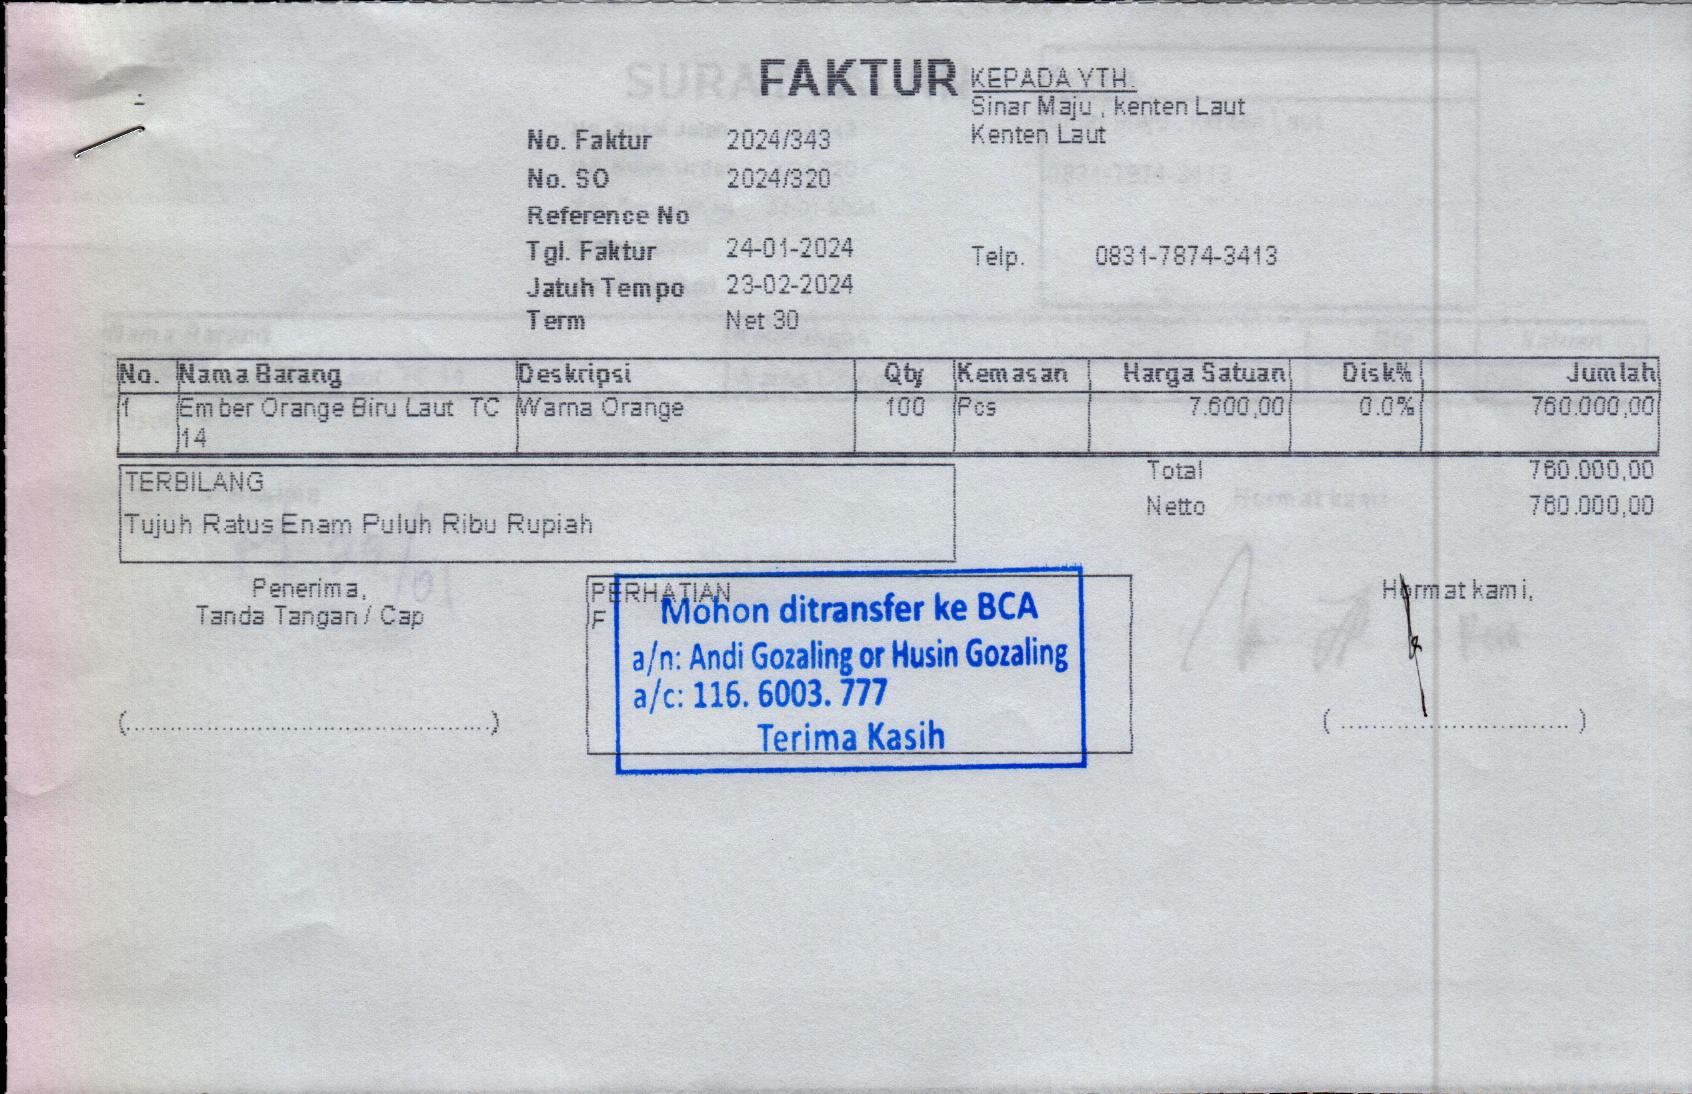 FAKTUR
KEPADA YTH.
Sinar Maju , kenten Laut
Kenten Laut
No. Faktur 2024/343
No. SO 2024/320
Reference No
Tgl. Faktur 24-01-2024
Telp. 0831-7874-3413
Jatuh Tempo 23-02-2024
Term Net 30
No. Nama Barang Deskripsi Qty Kemasan Harga Satuan Disk% Jumlah
1 Ember Orange Biru Laut TC Warna Orange 100 Pcs 7.600,00 0.0% 760.000,00
14
TERBILANG
Tujuh Ratus Enam Puluh Ribu Rupiah
Total 760.000,00
Netto 760.000,00
Penerima,
Tanda Tangan / Cap
PERHATIAN
F
Mohon ditransfer ke BCA
a/n: Andi Gozaling or Husin Gozaling
a/c: 116. 6003. 777
Terima Kasih
Hormat kami,
(..................................................)
(................................)